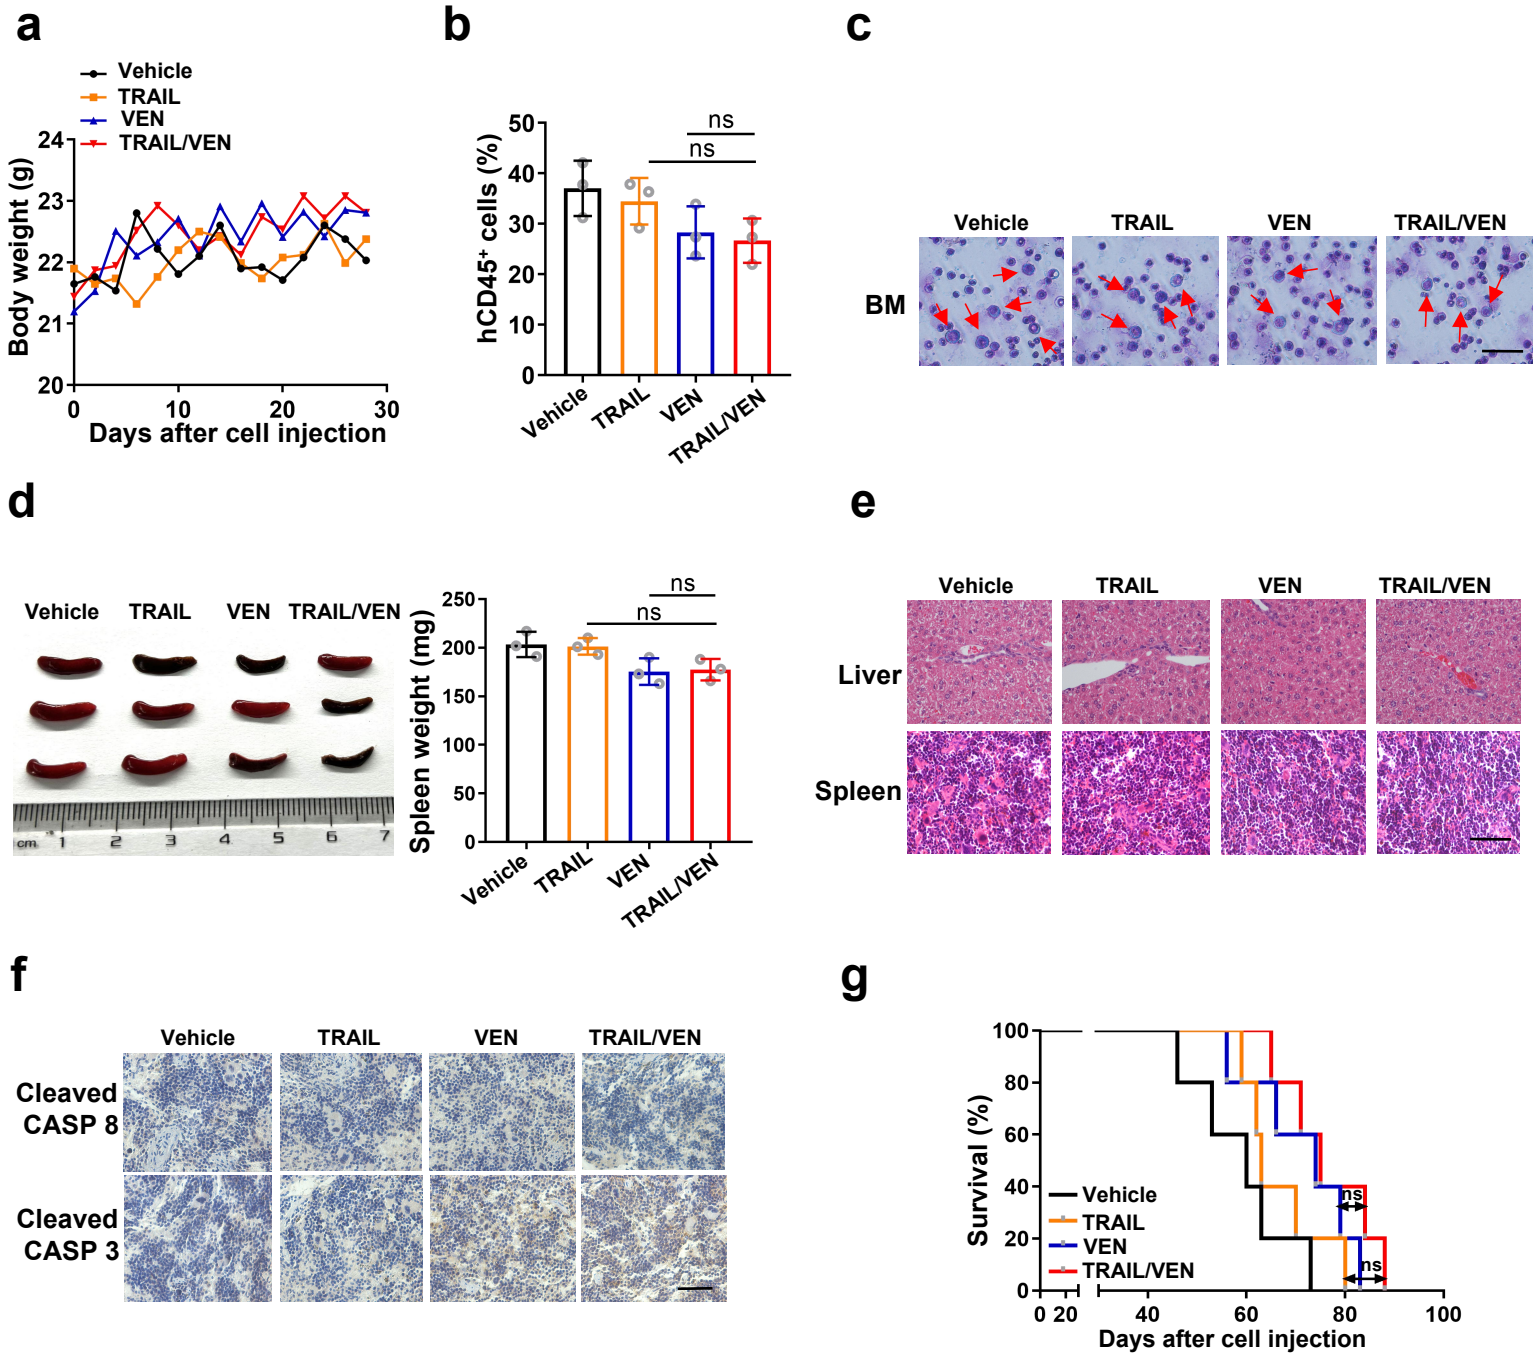 a
Vehicle
TRAIL
VEN
TRAIL/VEN
24
23
22
21
20
Body weight (g)
0 10 20 30
Days after cell injection
b
50
40
30
20
10
0
hCD45+ cells (%)
ns
ns
Vehicle TRAIL VEN TRAIL/VEN
c
Vehicle TRAIL VEN TRAIL/VEN
BM
d
Vehicle TRAIL VEN TRAIL/VEN
cm 1 2 3 4 5 6 7
250
200
150
100
50
0
Spleen weight (mg)
ns
ns
Vehicle TRAIL VEN TRAIL/VEN
e
Vehicle TRAIL VEN TRAIL/VEN
Liver
Spleen
f
Vehicle TRAIL VEN TRAIL/VEN
Cleaved
CASP 8
Cleaved
CASP 3
g
100
80
60
40
20
0
Survival (%)
Vehicle
TRAIL
VEN
TRAIL/VEN
ns
ns
0 20 40 60 80 100
Days after cell injection